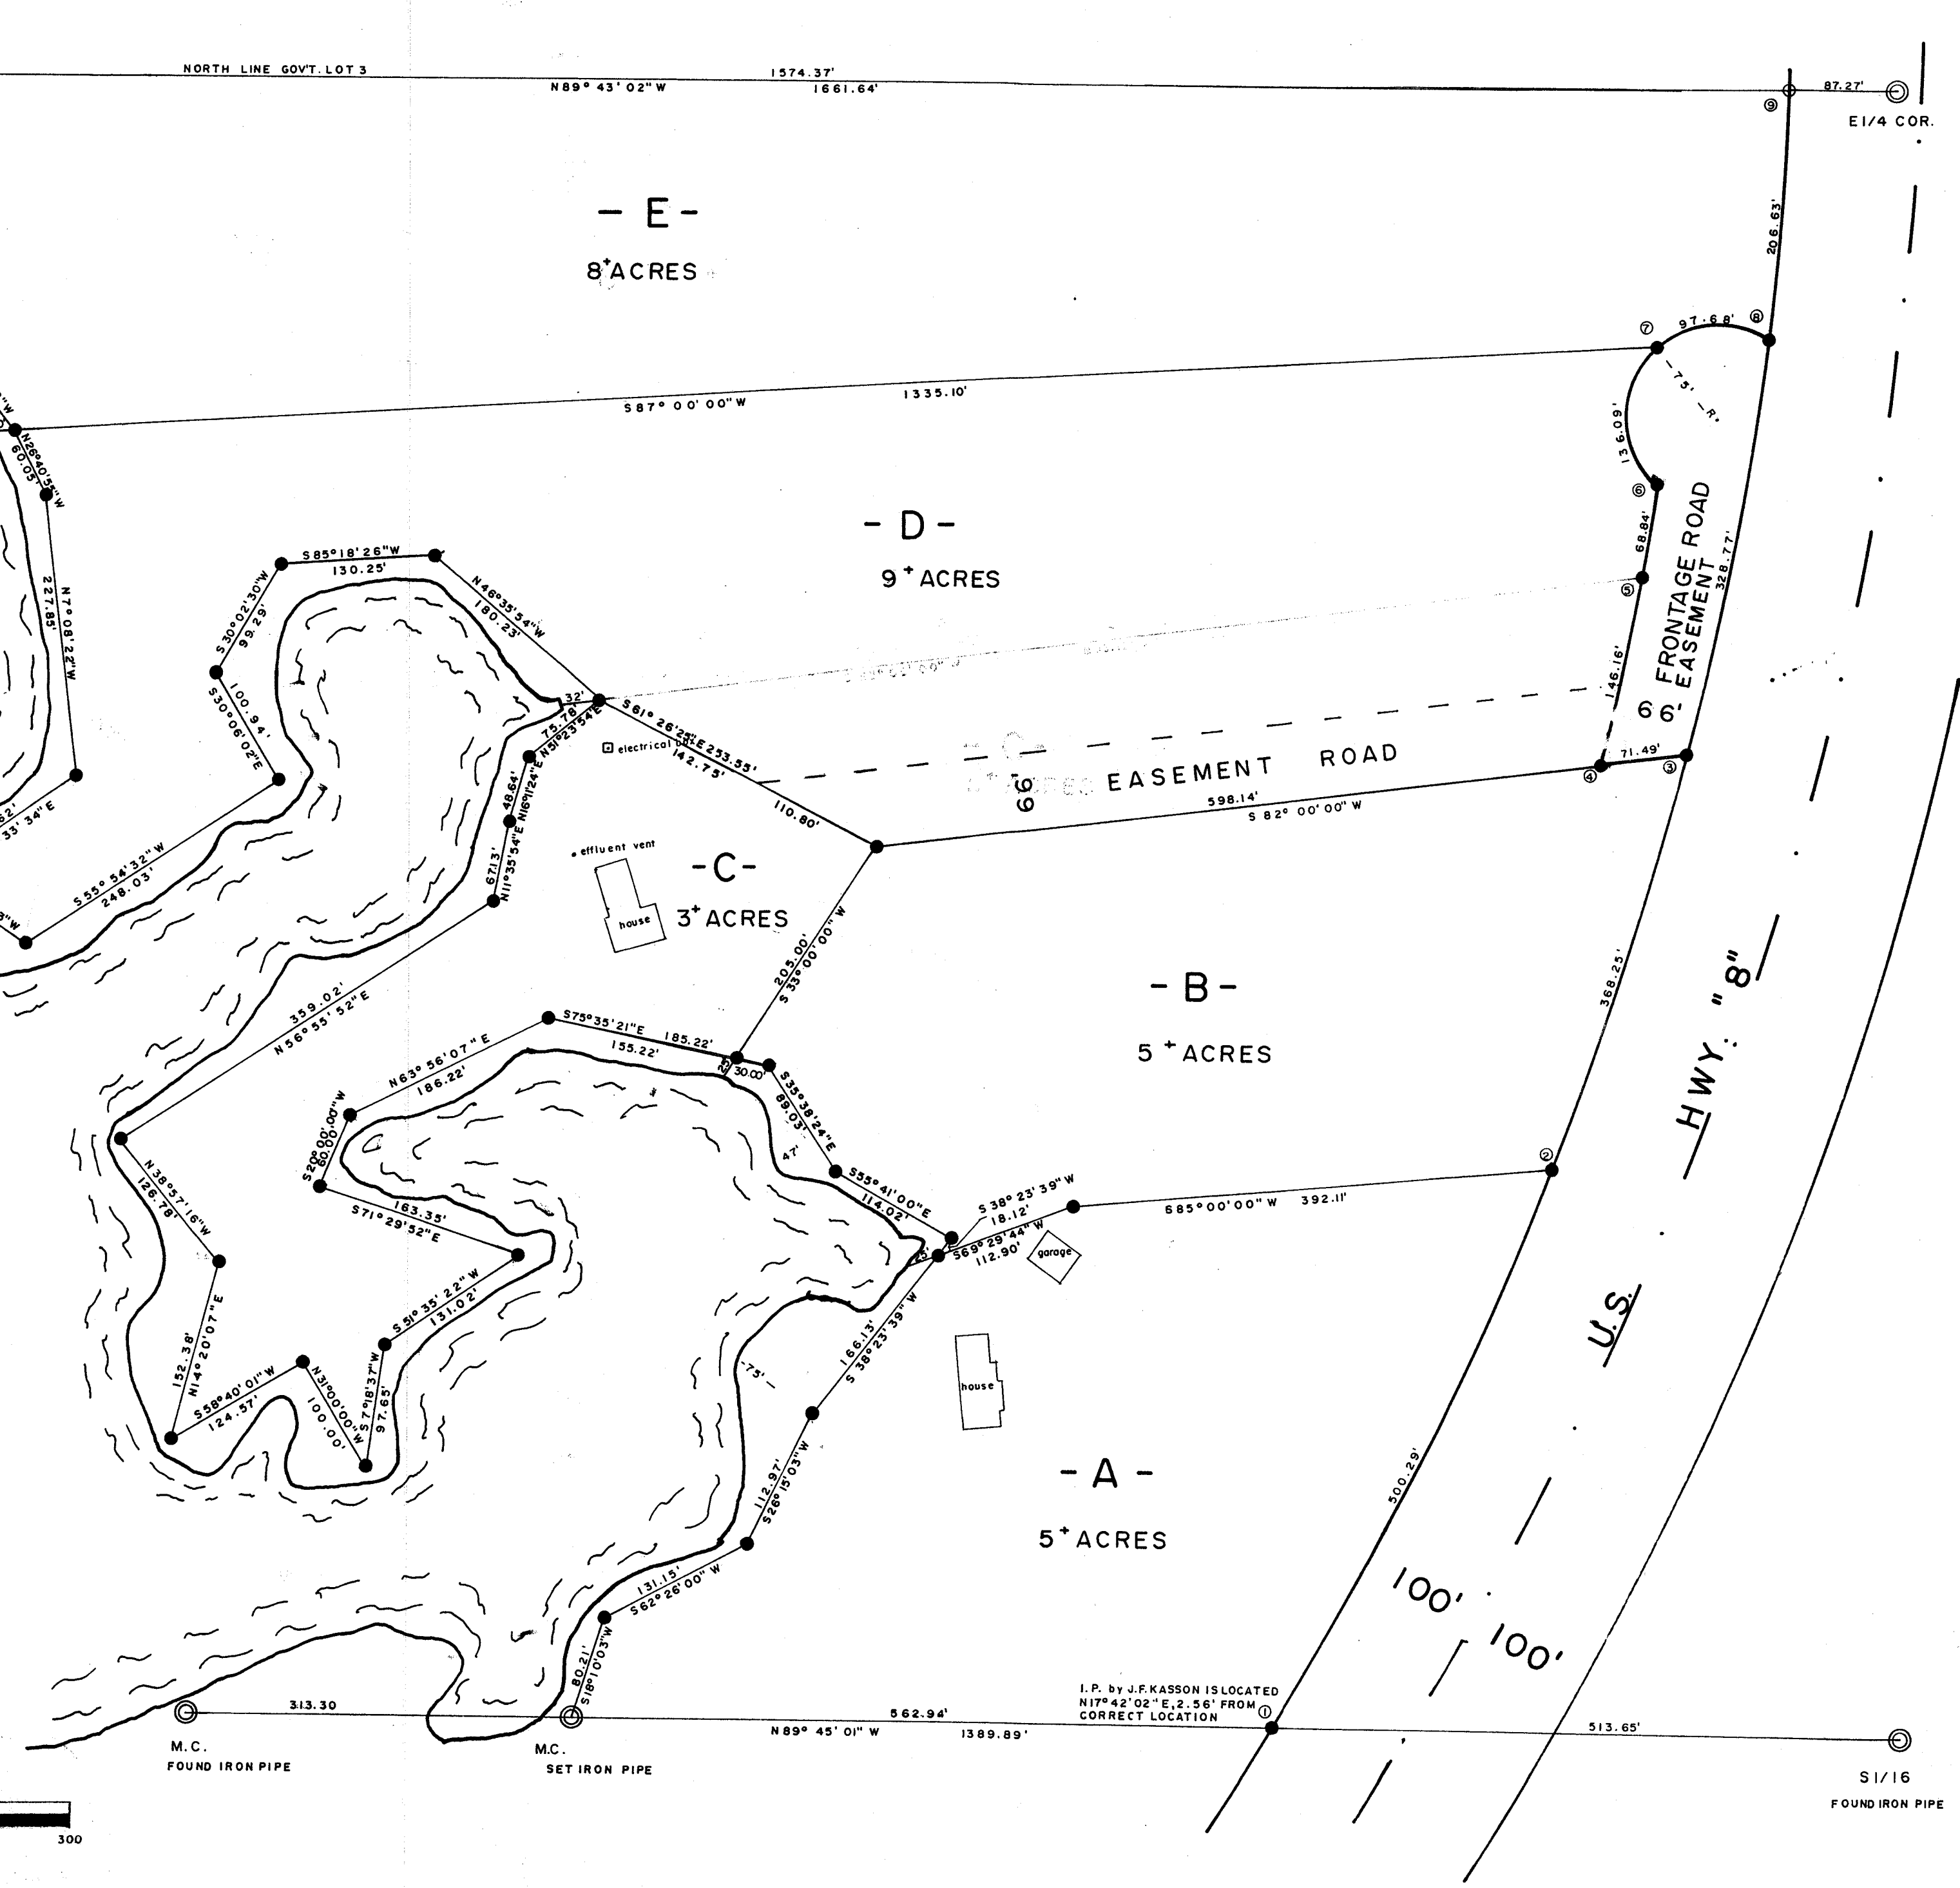 NORTH LINE GOV'T. LOT 3
1574.37'
N89° 43' 02" W
1661.64'
87.27'
⑨
E1/4 COR.
- E -
8+ ACRES
206.63'
⑦
97.68'
⑧
1335.10'
S87° 00' 00" W
-75' -R.
136.09'
N26°40'55"W
60.05'
⑥
- D -
9+ ACRES
68.84'
⑤
FRONTAGE ROAD
EASEMENT
328.77'
S85°18'26"W
130.25'
N46°35'54"W
180.23'
S30°02'30"W
99.29'
N7°08'22"W
227.85'
100.94'
S30°06'02"E
32'
75.78'
N51°23'54"E
S61° 26'25"E 253.55'
142.75'
electrical
146.16'
66'
71.49'
④
③
66'
EASEMENT ROAD
110.80'
598.14'
S 82° 00' 00" W
48.64'
N16°11'24"E
67.13'
N11°35'54"E
33' 34" E
effluent vent
- C -
house
3+ ACRES
S55° 54'32" W
248.03'
205.00'
S 33° 00' 00" W
368.25'
HWY. "8"
- B -
5+ ACRES
359.02'
N56° 55' 52" E
S75°35'21"E
185.22'
155.22'
25'
30.00'
N63° 56'07" E
186.22'
S20°00'00"W
60.00'
S35°38'24"E
89.03'
47'
②
N38°57'16"W
126.78'
163.35'
S71° 29'52"E
S55°41'00"E
114.02'
S 38° 23' 39" W
18.12'
S69°29'44"W
112.90'
25'
garage
S85°00'00" W 392.11'
S51° 35' 22" W
131.02'
152.38'
N14°20'07"E
166.13'
S 38°23'39" W
U.S.
-75'-
house
S58°40'01"W
124.57'
N31°00'00"W
100.00'
S7°18'37"W
97.65'
112.97'
S26°15'03"W
500.29'
- A -
5+ ACRES
131.15'
S62°26'00" W
100'
100'
80.21'
S18°10'03"W
I.P. by J.F. KASSON IS LOCATED
N17°42'02"E, 2.56' FROM
CORRECT LOCATION
①
313.30
562.94'
N89° 45' 01" W
1389.89'
513.65'
M.C.
FOUND IRON PIPE
M.C.
SET IRON PIPE
S1/16
FOUND IRON PIPE
300